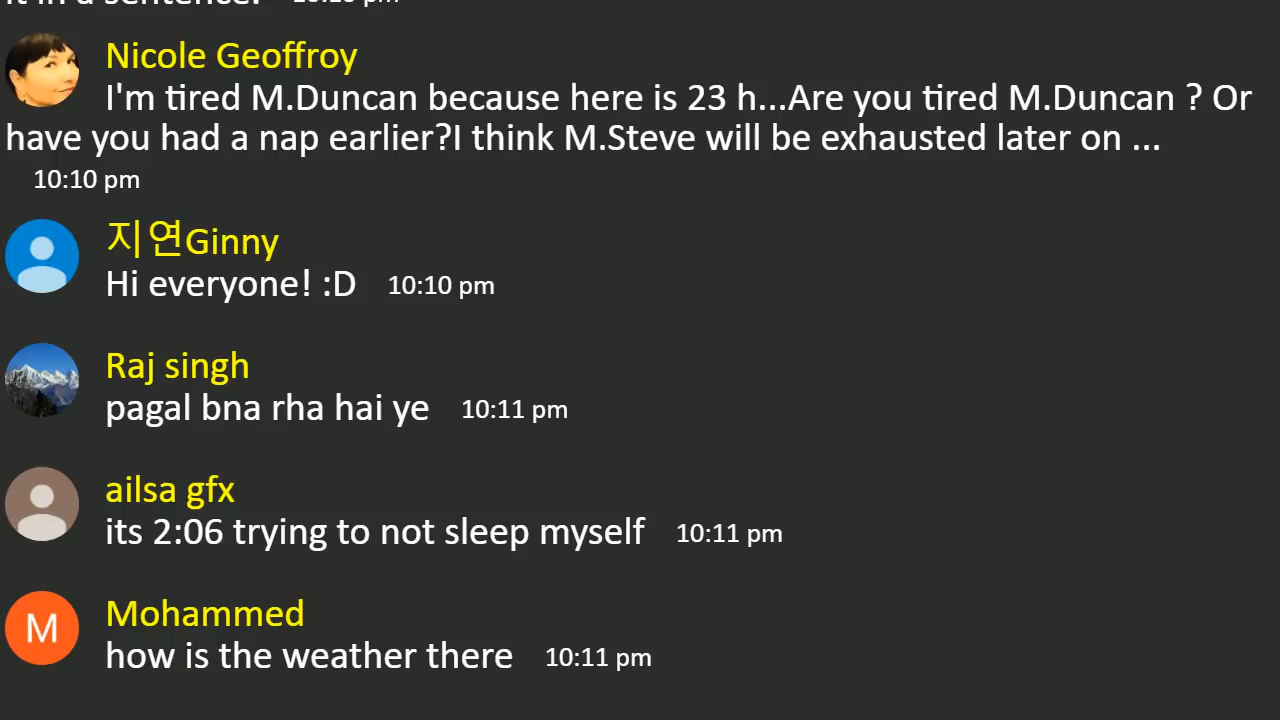 Nicole Geoffroy
I'm tired M.Duncan because here is 23 h...Are you tired M.Duncan ? Or
have you had a nap earlier?I think M.Steve will be exhausted later on ...
10:10 pm
지연Ginny
Hi everyone! :D 10:10 pm
Raj singh
pagal bna rha hai ye 10:11 pm
ailsa gfx
its 2:06 trying to not sleep myself 10:11 pm
M
Mohammed
how is the weather there 10:11 pm